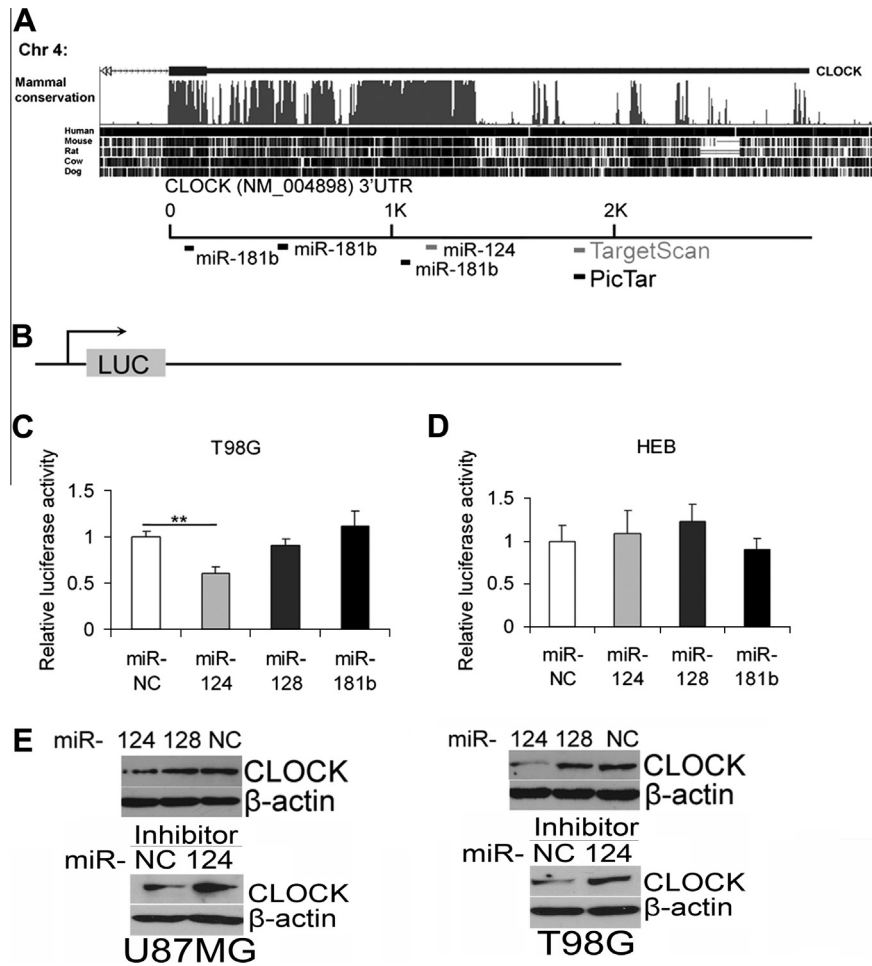 A
Chr 4:
CLOCK
Mammal
conservation
Human
Mouse
Rat
Cow
Dog
CLOCK (NM_004898) 3'UTR
0 1K 2K
miR-181b miR-181b miR-124 TargetScan
miR-181b PicTar
B
LUC
C
T98G
Relative luciferase activity
1.5
1
0.5
0
miR-NC miR-124 miR-128 miR-181b
**
D
HEB
Relative luciferase activity
1.5
1
0.5
0
miR-NC miR-124 miR-128 miR-181b
E
miR- 124 128 NC
CLOCK
β-actin
Inhibitor
miR- NC 124
CLOCK
β-actin
U87MG
miR- 124 128 NC
CLOCK
β-actin
Inhibitor
miR- NC 124
CLOCK
β-actin
T98G